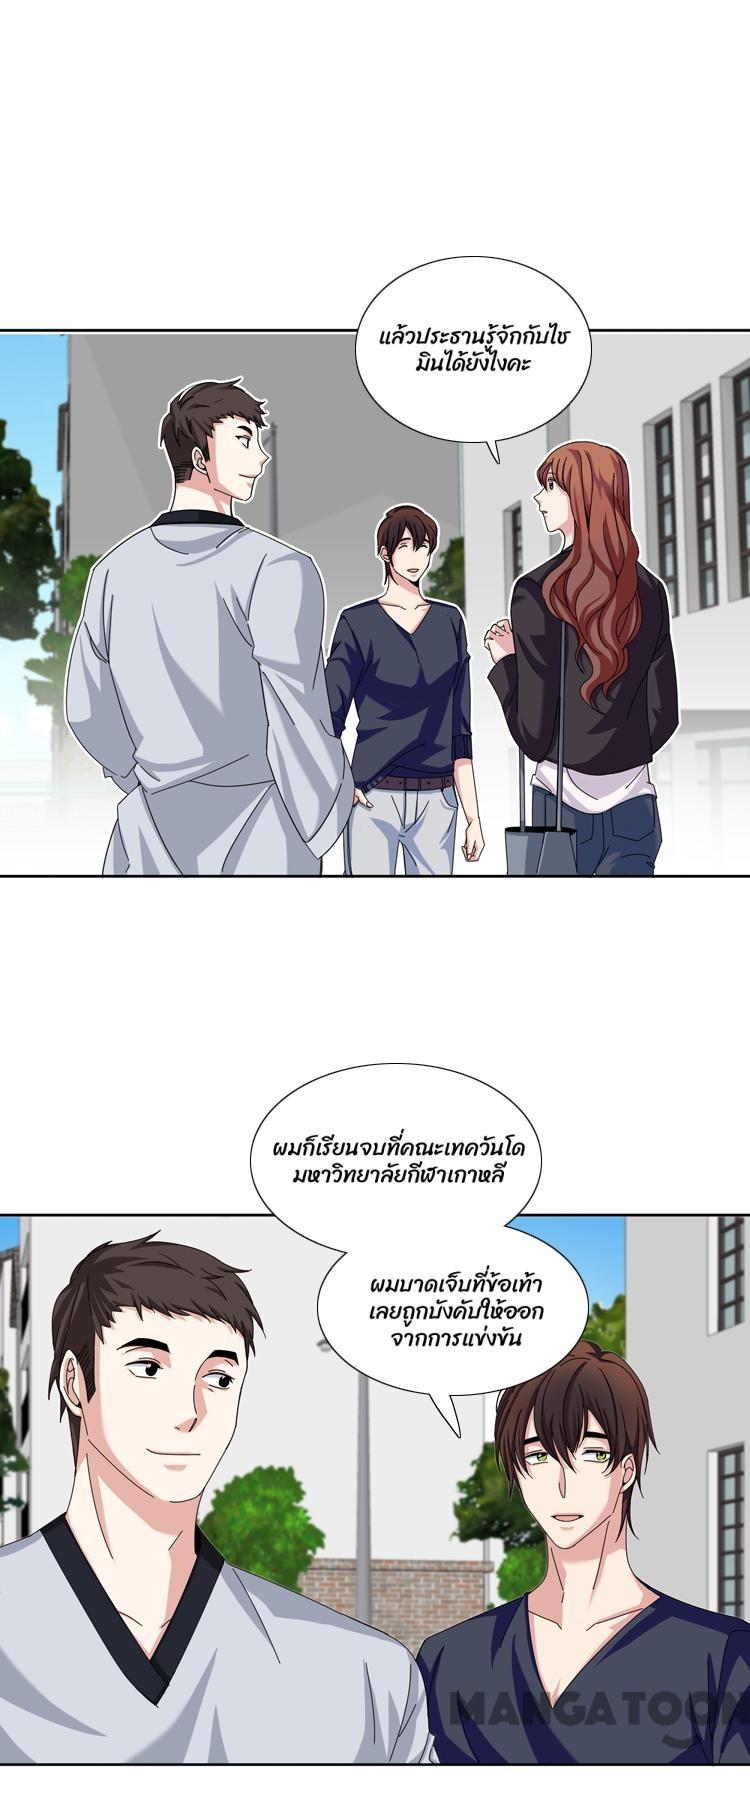 แล้วประธานรู้จักกับไช
มินได้ยังไงคะ
ผมก็เรียนจบที่คณะเทควันโด
มหาวิทยาลัยกีฬาเกาหลี
ผมบาดเจ็บที่ข้อเท้า
เลยถูกบังคับให้ออก
จากการแข่งขัน
MANGA TOON